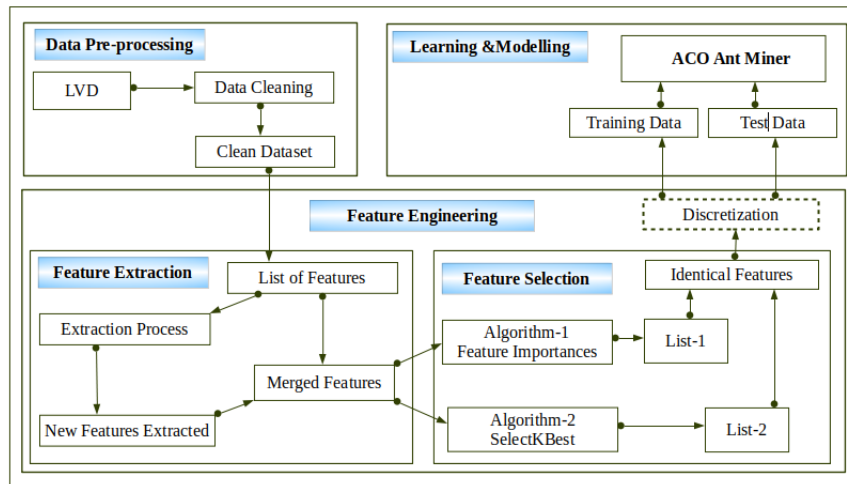 Data Pre-processing
LVD
Data Cleaning
Clean Dataset
Learning &Modelling
ACO Ant Miner
Training Data
Test Data
Feature Engineering
Discretization
Feature Extraction
List of Features
Extraction Process
Merged Features
New Features Extracted
Feature Selection
Identical Features
Algorithm-1
Feature Importances
List-1
Algorithm-2
SelectKBest
List-2